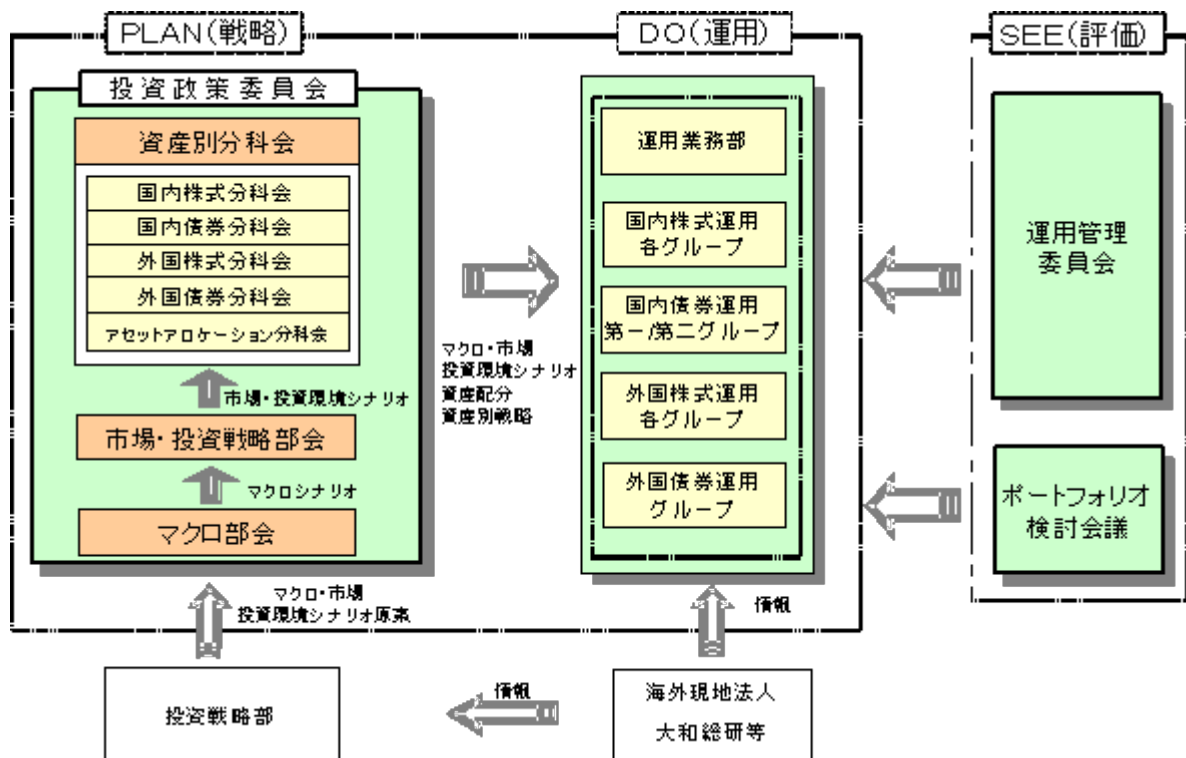 PLAN(戦略)
投資政策委員会
資産別分科会
国内株式分科会
国内債券分科会
外国株式分科会
外国債券分科会
アセットアロケーション分科会
市場・投資環境シナリオ
市場・投資戦略部会
マクロシナリオ
マクロ部会
マクロ・市場
投資環境シナリオ原案
投資戦略部
マクロ・市場
投資環境シナリオ
資産配分
資産別戦略
DO(運用)
運用業務部
国内株式運用
各グループ
国内債券運用
第一/第二グループ
外国株式運用
各グループ
外国債券運用
グループ
情報
情報
海外現地法人
大和総研等
SEE(評価)
運用管理
委員会
ポートフォリオ
検討会議